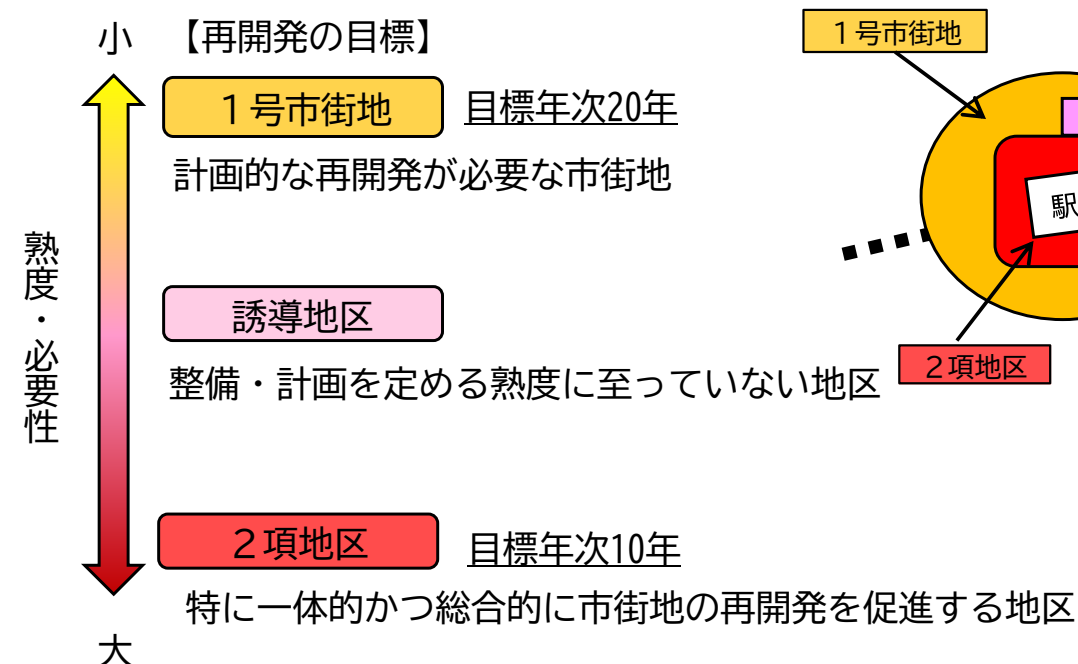 小 【再開発の目標】
１号市街地
１号市街地 目標年次20年
計画的な再開発が必要な市街地
駅
熟度・必要性
誘導地区
整備・計画を定める熟度に至っていない地区
２項地区
２項地区 目標年次10年
特に一体的かつ総合的に市街地の再開発を促進する地区
大